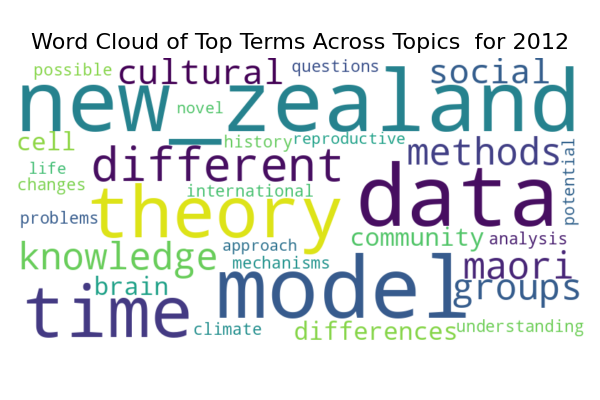 Word Cloud of Top Terms Across Topics  for 2012
possible
cultural
questions
social
new_zealand
novel
cell
history
reproductive
methods
potential
different
life
changes
international
data
theory
problems
community
analysis
knowledge
approach
mechanisms
maori
brain
model
groups
time
climate
differences
understanding